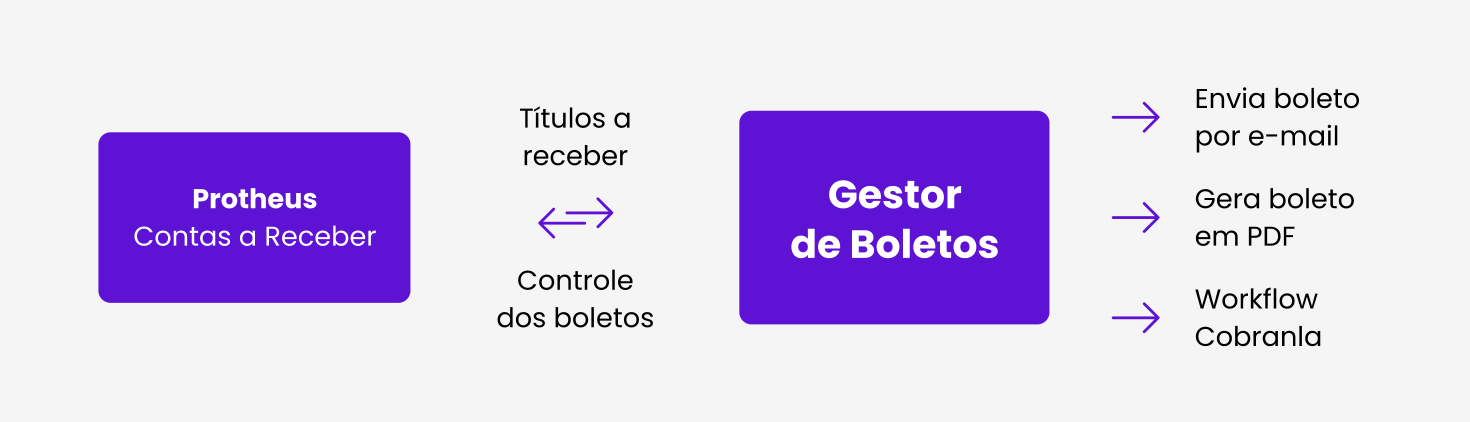 Protheus
Contas a Receber
Títulos a
receber
Controle
dos boletos
Gestor
de Boletos
Envia boleto
por e-mail
Gera boleto
em PDF
Workflow
Cobranla